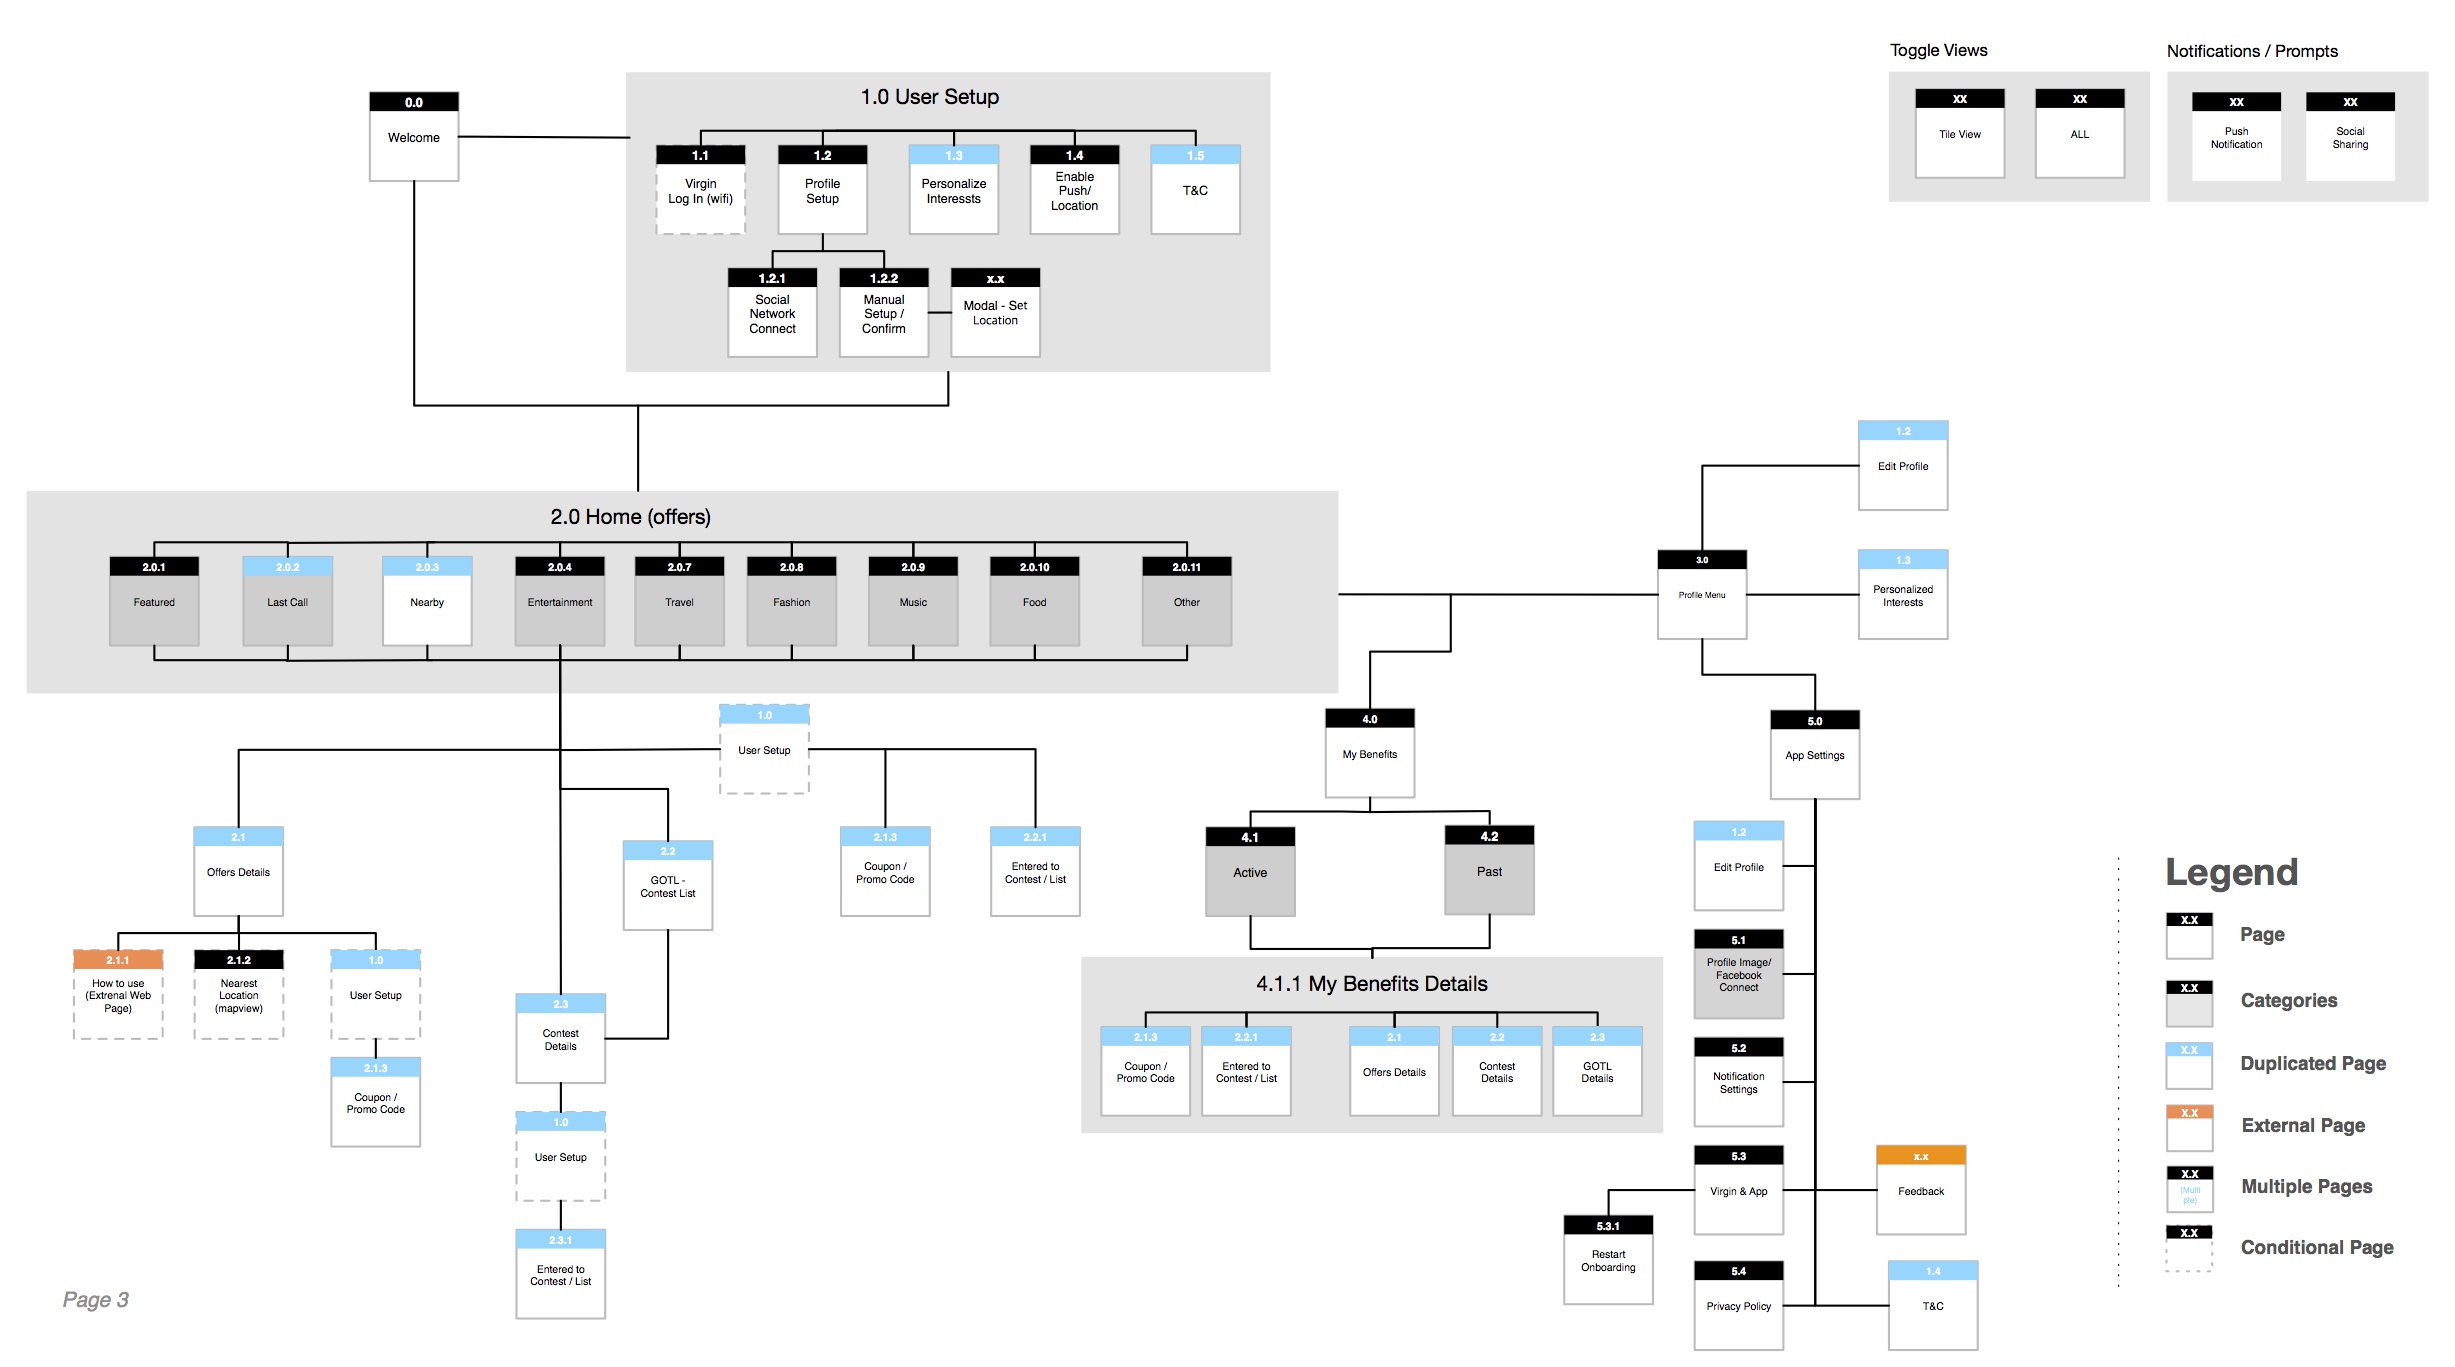 Toggle Views
Notifications / Prompts
xx
Tile View
xx
ALL
xx
Push
Notification
xx
Social
Sharing
0.0
Welcome
1.0 User Setup
1.1
Virgin
Log In (wifi)
1.2
Profile
Setup
1.3
Personalize
Interessts
1.4
Enable
Push/
Location
1.5
T&C
1.2.1
Social
Network
Connect
1.2.2
Manual
Setup /
Confirm
x.x
Modal - Set
Location
2.0 Home (offers)
2.0.1
Featured
2.0.2
Last Call
2.0.3
Nearby
2.0.4
Entertainment
2.0.7
Travel
2.0.8
Fashion
2.0.9
Music
2.0.10
Food
2.0.11
Other
1.2
Edit Profile
3.0
Profile Menu
1.3
Personalized
Interests
1.0
User Setup
4.0
My Benefits
5.0
App Settings
2.1
Offers Details
2.2
GOTL -
Contest List
2.1.3
Coupon /
Promo Code
2.2.1
Entered to
Contest / List
4.1
Active
4.2
Past
1.2
Edit Profile
2.1.1
How to use
(Extrenal Web
Page)
2.1.2
Nearest
Location
(mapview)
1.0
User Setup
2.1.3
Coupon /
Promo Code
2.3
Contest
Details
1.0
User Setup
2.3.1
Entered to
Contest / List
4.1.1 My Benefits Details
2.1.3
Coupon /
Promo Code
2.2.1
Entered to
Contest / List
2.1
Offers Details
2.2
Contest
Details
2.3
GOTL
Details
5.1
Profile Image/
Facebook
Connect
5.2
Notification
Settings
5.3
Virgin & App
x.x
Feedback
5.3.1
Restart
Onboarding
5.4
Privacy Policy
1.4
T&C
Legend
X.X
Page
X.X
Categories
X.X
Duplicated Page
X.X
External Page
X.X
(Multi
ple)
Multiple Pages
X.X
Conditional Page
Page 3